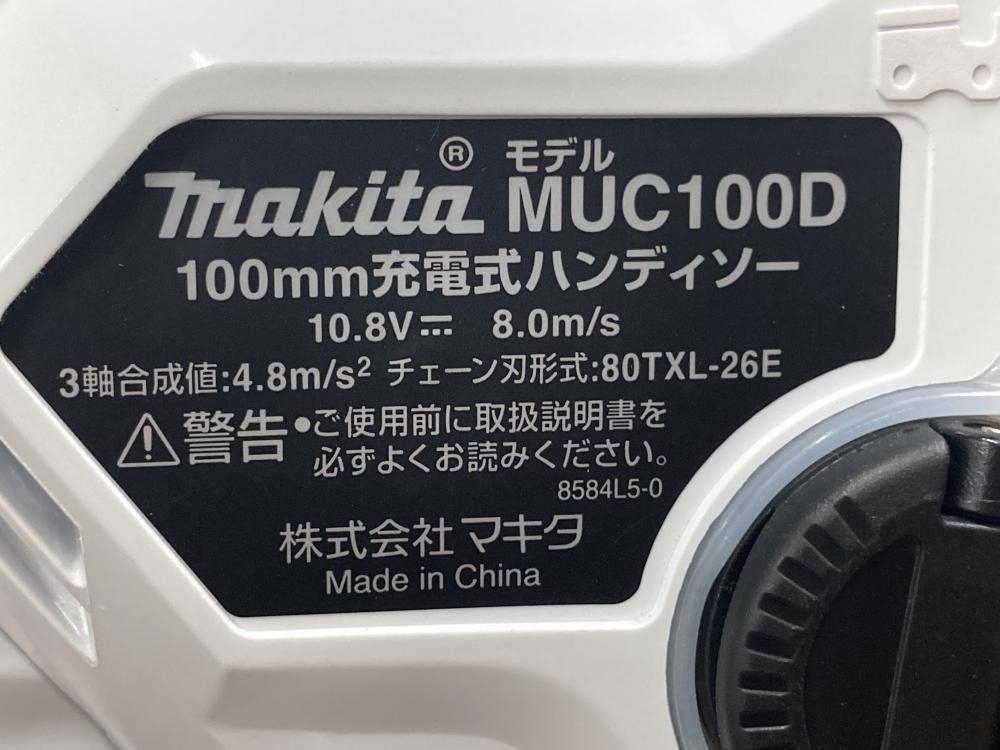 makita® モデル MUC100D
100mm充電式ハンディソー
10.8V⎓ 8.0m/s
3軸合成値:4.8m/s² チェーン刃形式:80TXL-26E
⚠警告 •ご使用前に取扱説明書を
必ずよくお読みください。
8584L5-0
株式会社マキタ
Made in China